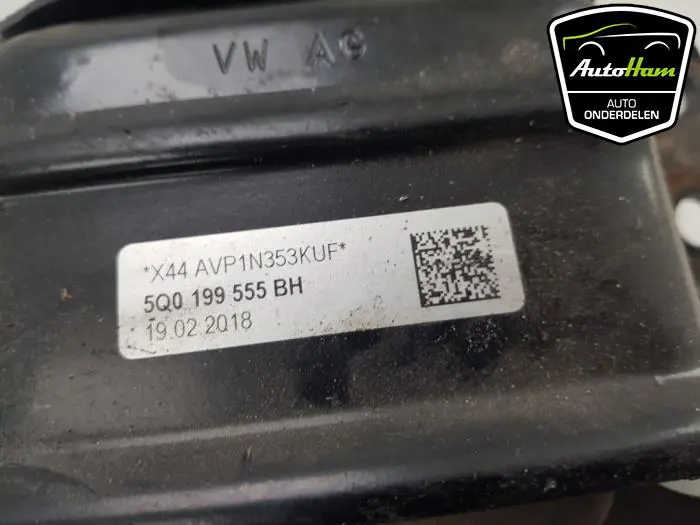 VW AG
AutoHam
AUTO
ONDERDELEN
*X44 AVP1N353KUF*
5Q0 199 555 BH
19.02.2018